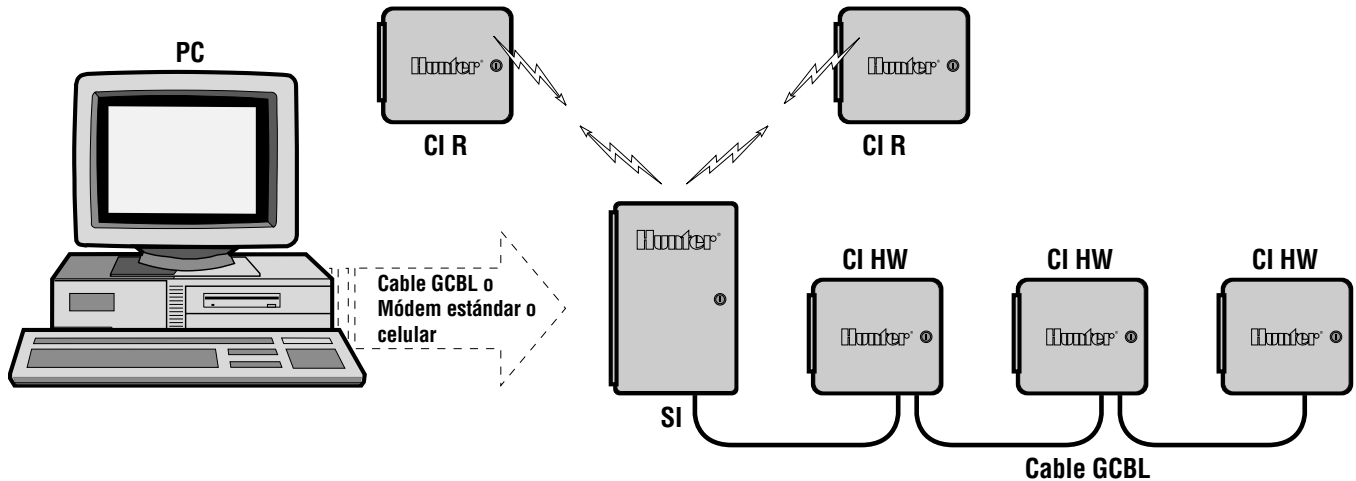 PC
Hunter®
CI R
Hunter®
CI R
Cable GCBL o
Módem estándar o
celular
Hunter®
SI
CI HW
Hunter®
CI HW
Hunter®
CI HW
Hunter®
Cable GCBL